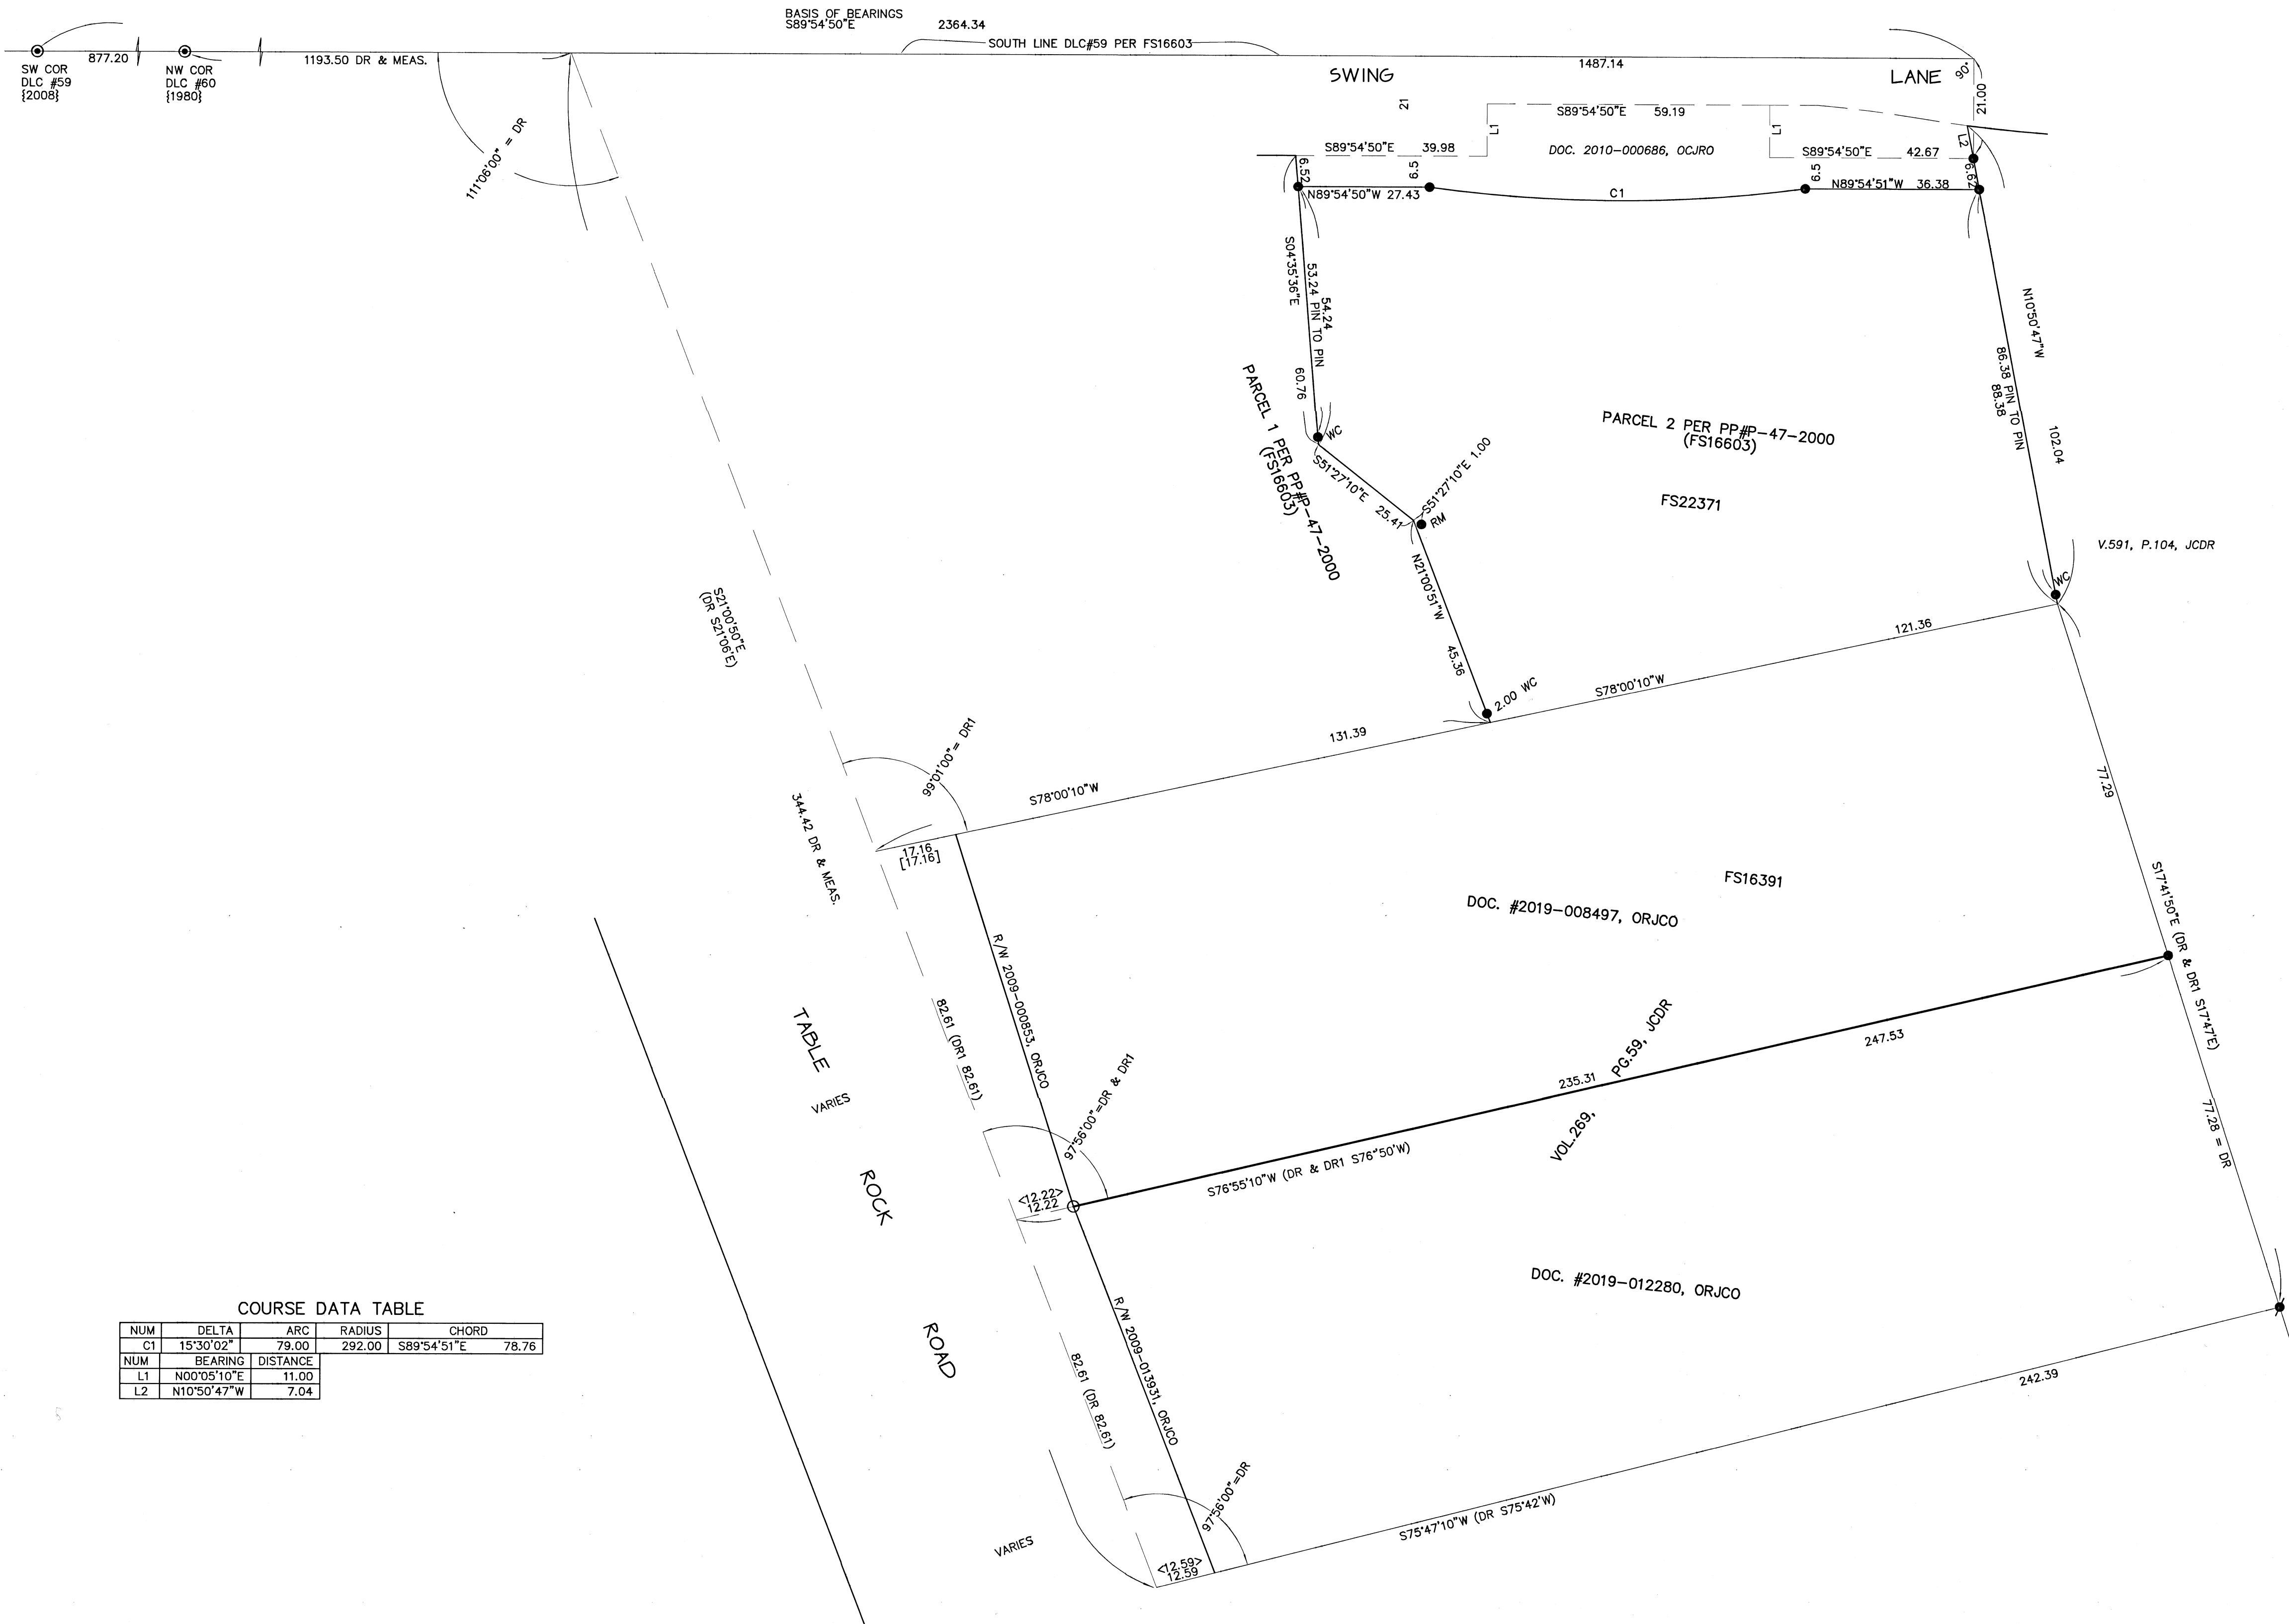 BASIS OF BEARINGS
S89°54'50"E 2364.34
SOUTH LINE DLC#59 PER FS16603
877.20
SW COR
DLC #59
{2008}
NW COR
DLC #60
{1980}
1193.50 DR & MEAS.
1487.14
SWING LANE
90°
21.00
21
L1
S89°54'50"E 59.19
L1
L2
S89°54'50"E 39.98
DOC. 2010-000686, OCJRO
S89°54'50"E 42.67
6.52
6.5
6.5
6.62
N89°54'50"W 27.43
C1
N89°54'51"W 36.38
111°06'00" = DR
S04°35'36"E
53.24 PIN TO PIN
54.24
60.76
WC
N10°50'47"W
86.38 PIN TO PIN
88.38
102.04
PARCEL 1 PER PP#P-47-2000
(FS16603)
PARCEL 2 PER PP#P-47-2000
(FS16603)
FS22371
S51°27'10"E 25.41
S51°27'10"E 1.00
RM
N21°00'51"W
45.36
2.00 WC
V.591, P.104, JCDR
WC
S21°00'50"E
(DR S21°06'E)
121.36
S78°00'10"W
131.39
S78°00'10"W
99°01'00" = DR1
344.42 DR & MEAS.
17.16
[17.16]
77.29
S17°41'50"E (DR & DR1 S17°47'E)
FS16391
DOC. #2019-008497, ORJCO
R/W 2009-000853, ORJCO
82.61 (DR1 82.61)
TABLE
VARIES
ROCK
ROAD
97°56'00"=DR & DR1
247.53
235.31
VOL.269, PG.59, JCDR
S76°55'10"W (DR & DR1 S76°50'W)
<12.22>
12.22
77.28 = DR
DOC. #2019-012280, ORJCO
R/W 2009-013931, ORJCO
82.61 (DR 82.61)
242.39
97°56'00"=DR
S75°47'10"W (DR S75°42'W)
VARIES
<12.59>
12.59
COURSE DATA TABLE
NUM DELTA ARC RADIUS CHORD
C1 15°30'02" 79.00 292.00 S89°54'51"E 78.76
NUM BEARING DISTANCE
L1 N00°05'10"E 11.00
L2 N10°50'47"W 7.04